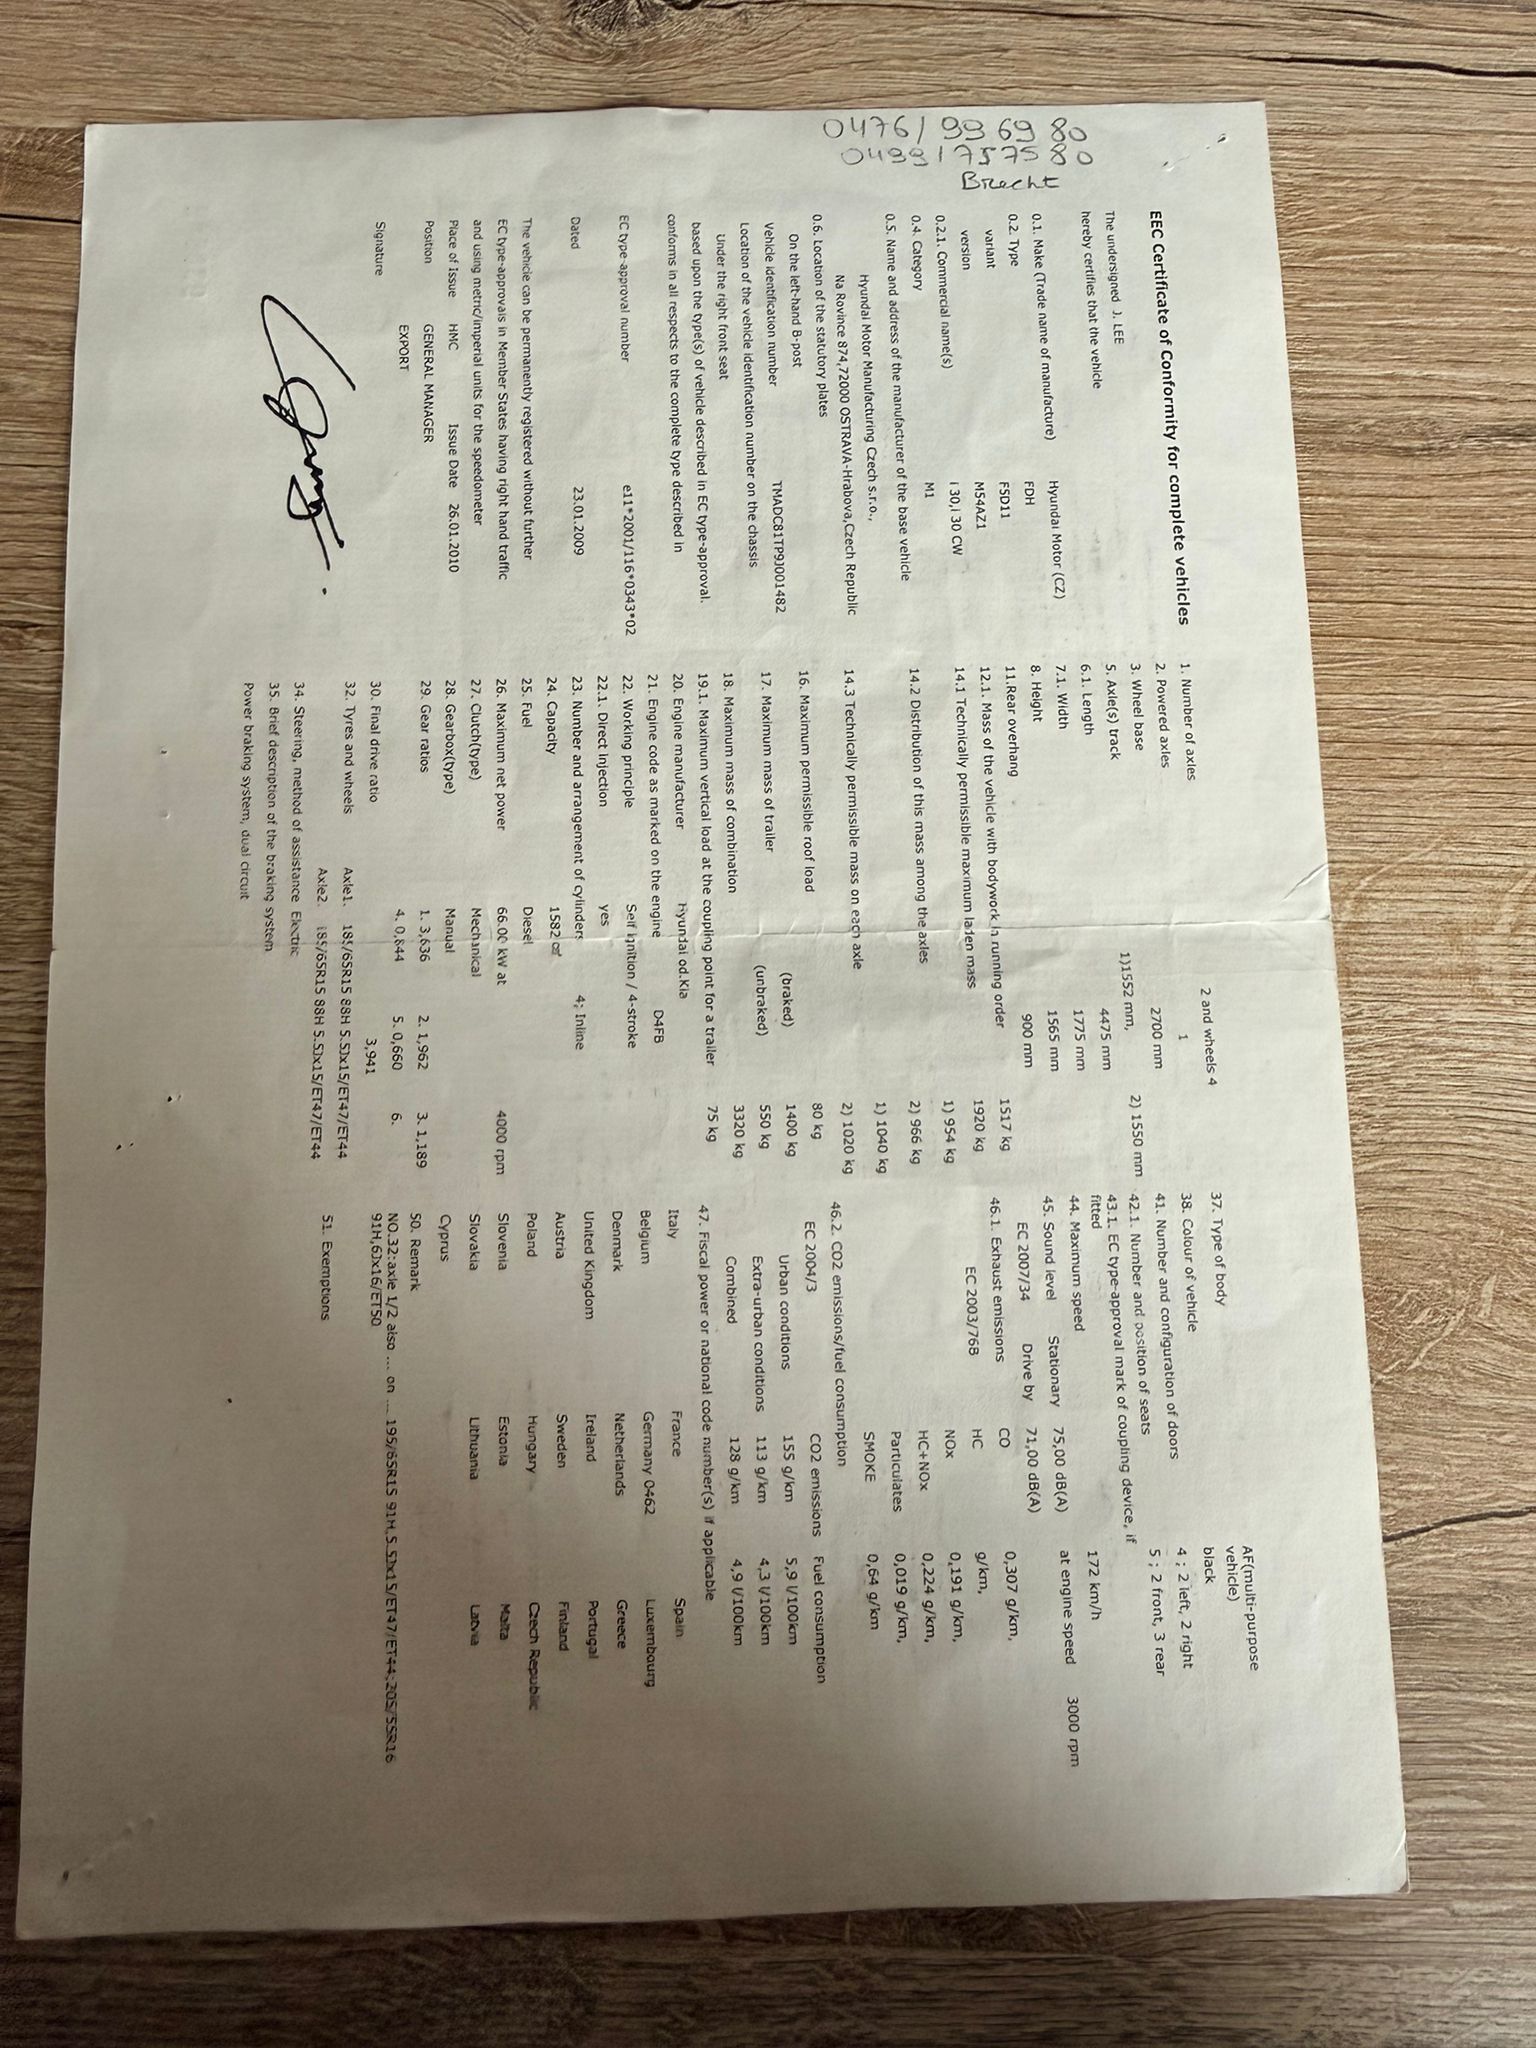 0476/99 69 80
0499175 75 80
Brecht
EEC Certificate of Conformity for complete vehicles
The undersigned J. LEE
hereby certifies that the vehicle
0.1. Make (Trade name of manufacture) Hyundai Motor (CZ)
0.2. Type FDH
variant F5D11
version M54AZ1
0.2.1. Commercial name(s) i 30,i 30 CW
0.4. Category M1
0.5. Name and address of the manufacturer of the base vehicle
Hyundai Motor Manufacturing Czech s.r.o.,
Na Rovince 874,72000 OSTRAVA-Hrabova,Czech Republic
0.6. Location of the statutory plates
On the left-hand B-post
Vehicle identification number TMADC81TP9J001482
Location of the vehicle identification number on the chassis
Under the right front seat
based upon the type(s) of vehicle described in EC type-approval.
conforms in all respects to the complete type described in
EC type-approval number e11*2001/116*0343*02
Dated 23.01.2009
The vehicle can be permanently registered without further
EC type-approvals in Member States having right hand traffic
and using metric/imperial units for the speedometer
Place of Issue HMC Issue Date 26.01.2010
Position GENERAL MANAGER
EXPORT
Signature
1. Number of axles 2 and wheels 4
2. Powered axles 1
3. Wheel base 2700 mm
5. Axle(s) track 1)1552 mm, 2) 1550 mm
6.1. Length 4475 mm
7.1. Width 1775 mm
8. Height 1565 mm
11.Rear overhang 900 mm
12.1. Mass of the vehicle with bodywork in running order 1517 kg
14.1 Technically permissible maximum laden mass 1920 kg
14.2 Distribution of this mass among the axles 1) 954 kg
2) 966 kg
14.3 Technically permissible mass on each axle 1) 1040 kg
2) 1020 kg
16. Maximum permissible roof load 80 kg
17. Maximum mass of trailer (braked) 1400 kg
(unbraked) 550 kg
18. Maximum mass of combination 3320 kg
19.1. Maximum vertical load at the coupling point for a trailer 75 kg
20. Engine manufacturer Hyundai od.Kia
21. Engine code as marked on the engine D4FB
22. Working principle Self ignition / 4-stroke
22.1. Direct Injection yes
23. Number and arrangement of cylinders 4; Inline
24. Capacity 1582 ㎤
25. Fuel Diesel
26. Maximum net power 66.00 kW at 4000 rpm
27. Clutch(type) Mechanical
28. Gearbox(type) Manual
29. Gear ratios 1. 3,636 2. 1,962 3. 1,189
4. 0,844 5. 0,660 6.
30. Final drive ratio 3,941
32. Tyres and wheels Axle1. 185/65R15 88H 5.5Jx15/ET47/ET44
Axle2. 185/65R15 88H 5.5Jx15/ET47/ET44
34. Steering, method of assistance Electric
35. Brief description of the braking system
Power braking system, dual circuit
37. Type of body AF(multi-purpose
vehicle)
38. Colour of vehicle black
41. Number and configuration of doors 4 ; 2 left, 2 right
42.1. Number and position of seats 5 ; 2 front, 3 rear
43.1. EC type-approval mark of coupling device, if
fitted
44. Maximum speed 172 km/h
45. Sound level Stationary 75,00 dB(A) at engine speed 3000 rpm
EC 2007/34 Drive by 71,00 dB(A)
46.1. Exhaust emissions CO 0,307 g/km,
EC 2003/76B HC g/km,
NOx 0,191 g/km,
HC+NOx 0,224 g/km,
Particulates 0,019 g/km,
SMOKE 0,64 g/km
46.2. CO2 emissions/fuel consumption
EC 2004/3 CO2 emissions Fuel consumption
Urban conditions 155 g/km 5,9 l/100km
Extra-urban conditions 113 g/km 4,3 l/100km
Combined 128 g/km 4,9 l/100km
47. Fiscal power or national code number(s) if applicable
Italy France Spain
Belgium Germany 0462 Luxembourg
Denmark Netherlands Greece
United Kingdom Ireland Portugal
Austria Sweden Finland
Poland Hungary Czech Republic
Slovenia Estonia Malta
Slovakia Lithuania Latvia
Cyprus
50. Remark
NO.32:axle 1/2 also ... on ... 195/65R15 91H,5.5Jx15/ET47/ET44;205/55R16
91H,6Jx16/ET50
51. Exemptions